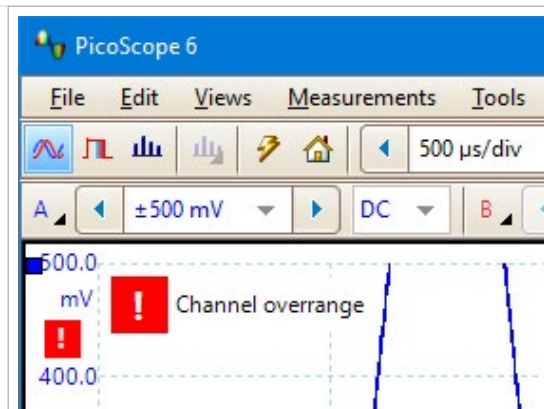 PicoScope 6
File Edit Views Measurements Tools
500 µs/div
A ±500 mV DC B
500.0
mV ! Channel overrange
!
400.0